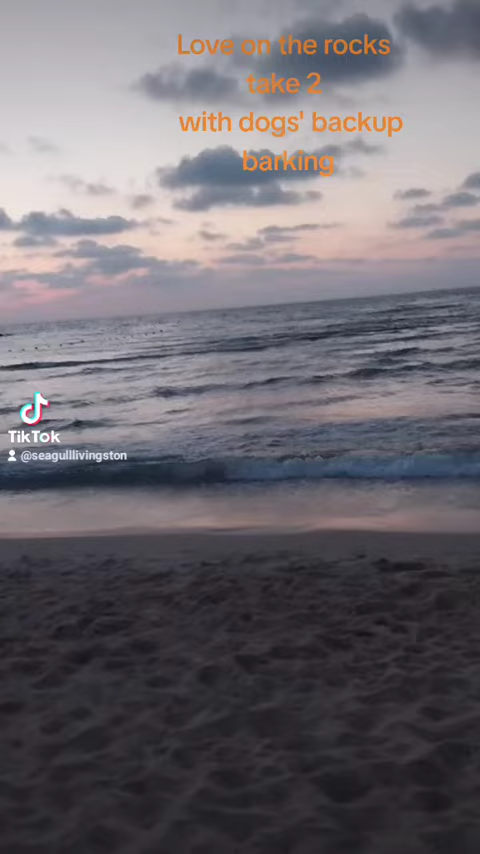 Love on the rocks
take 2
with dogs' backup
barking
TikTok
@seagulllivingston